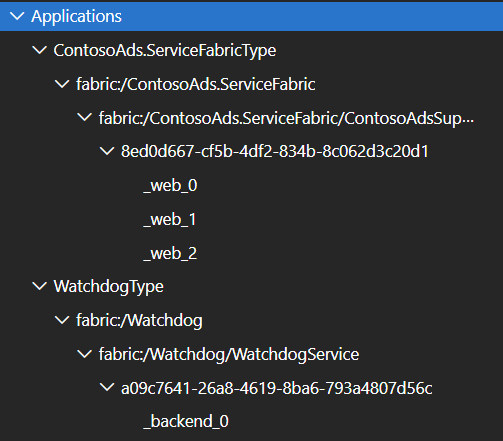 Applications
ContosoAds.ServiceFabricType
fabric:/ContosoAds.ServiceFabric
fabric:/ContosoAds.ServiceFabric/ContosoAdsSup···
8ed0d667-cf5b-4df2-834b-8c062d3c20d1
_web_0
_web_1
_web_2
WatchdogType
fabric:/Watchdog
fabric:/Watchdog/WatchdogService
a09c7641-26a8-4619-8ba6-793a4807d56c
_backend_0